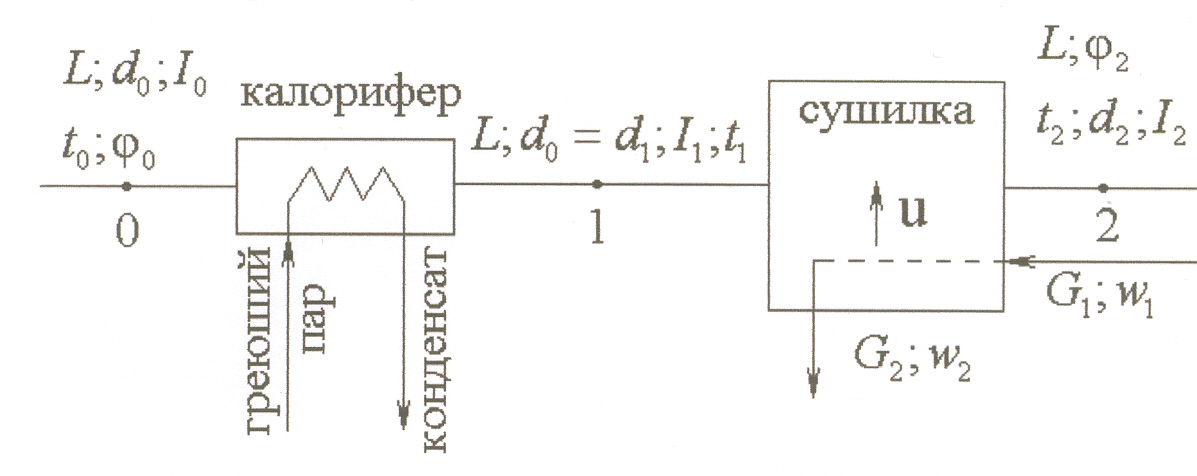 L; d₀; I₀
t₀; φ₀
калорифер
L; d₀ = d₁; I₁; t₁
сушилка
L; φ₂
t₂; d₂; I₂
0
1
u
2
греюший
пар
конденсат
G₁; w₁
G₂; w₂